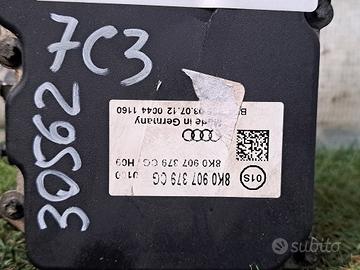 7C3
30562
01S
8K0 907 379 CG
8K0 907 379 CG / H09
Made in Germany
03.07.12 0044 1160
subito